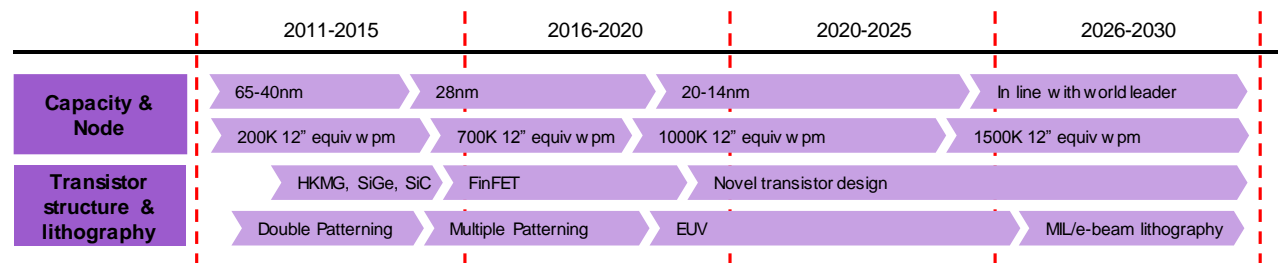 2011-2015 2016-2020 2020-2025 2026-2030
Capacity &
Node
65-40nm 28nm 20-14nm In line with world leader
200K 12” equiv wpm 700K 12” equiv wpm 1000K 12” equiv wpm 1500K 12” equiv wpm
Transistor
structure &
lithography
HKMG, SiGe, SiC FinFET Novel transistor design
Double Patterning Multiple Patterning EUV MIL/e-beam lithography